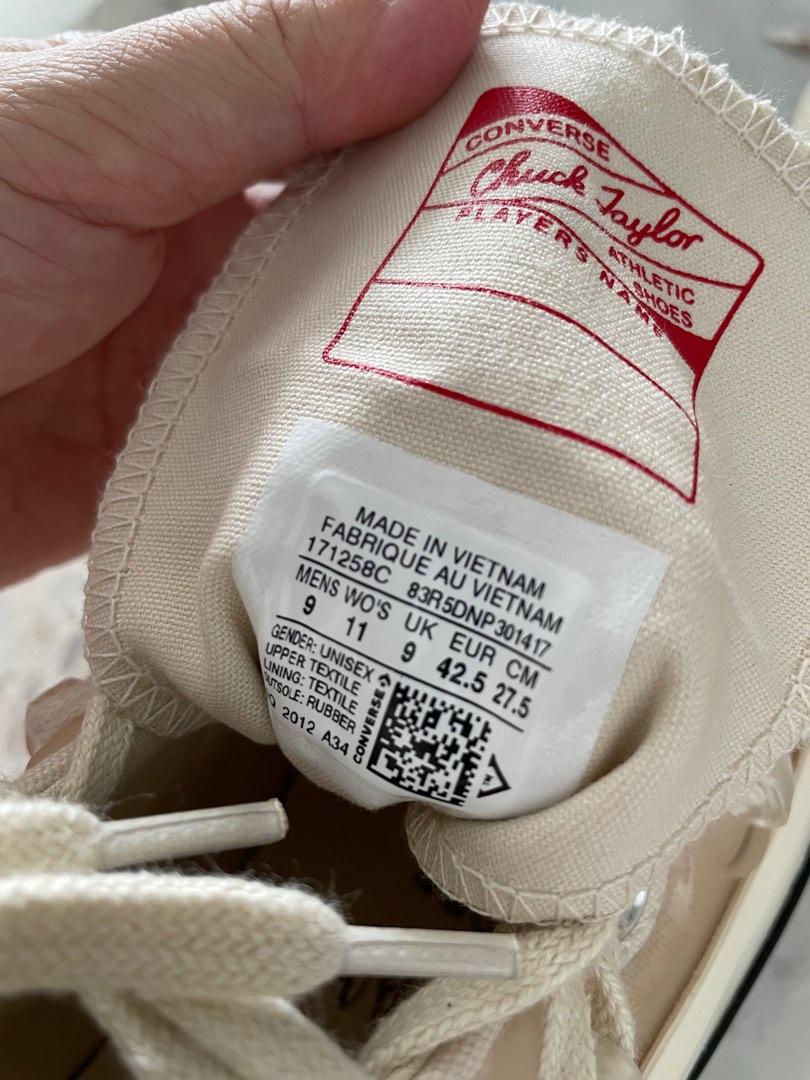 CONVERSE
Chuck Taylor
ATHLETIC
SHOES
PLAYERS NAME
MADE IN VIETNAM
FABRIQUE AU VIETNAM
171258C 83R5DNP301417
MENS WO'S UK EUR CM
9 11 9 42.5 27.5
GENDER: UNISEX
UPPER TEXTILE
LINING: TEXTILE
OUTSOLE: RUBBER
2012 A34
CONVERSE